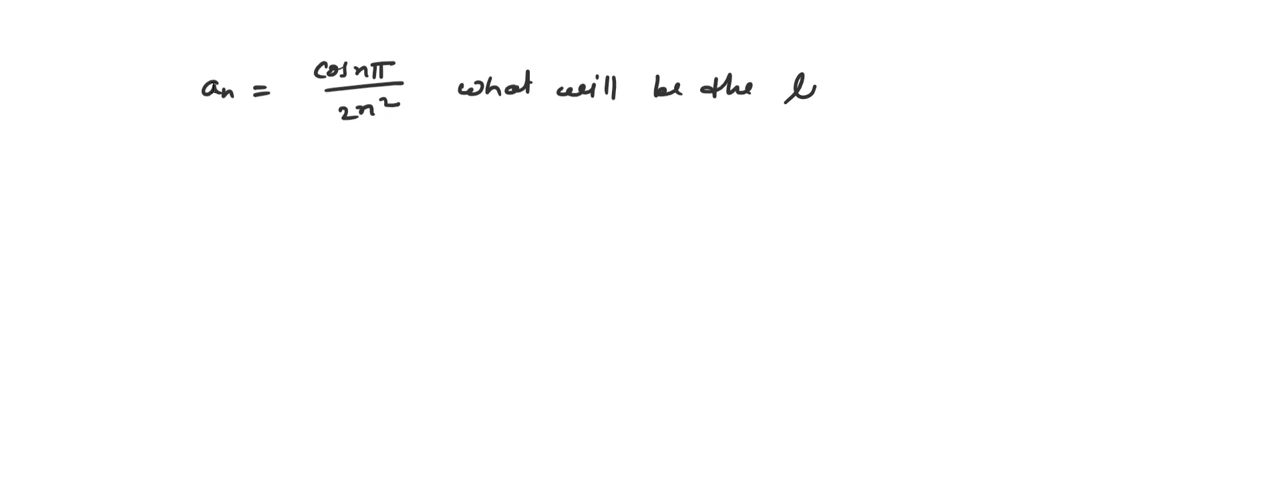 aₙ = cos nπ / 2n² what will be the l